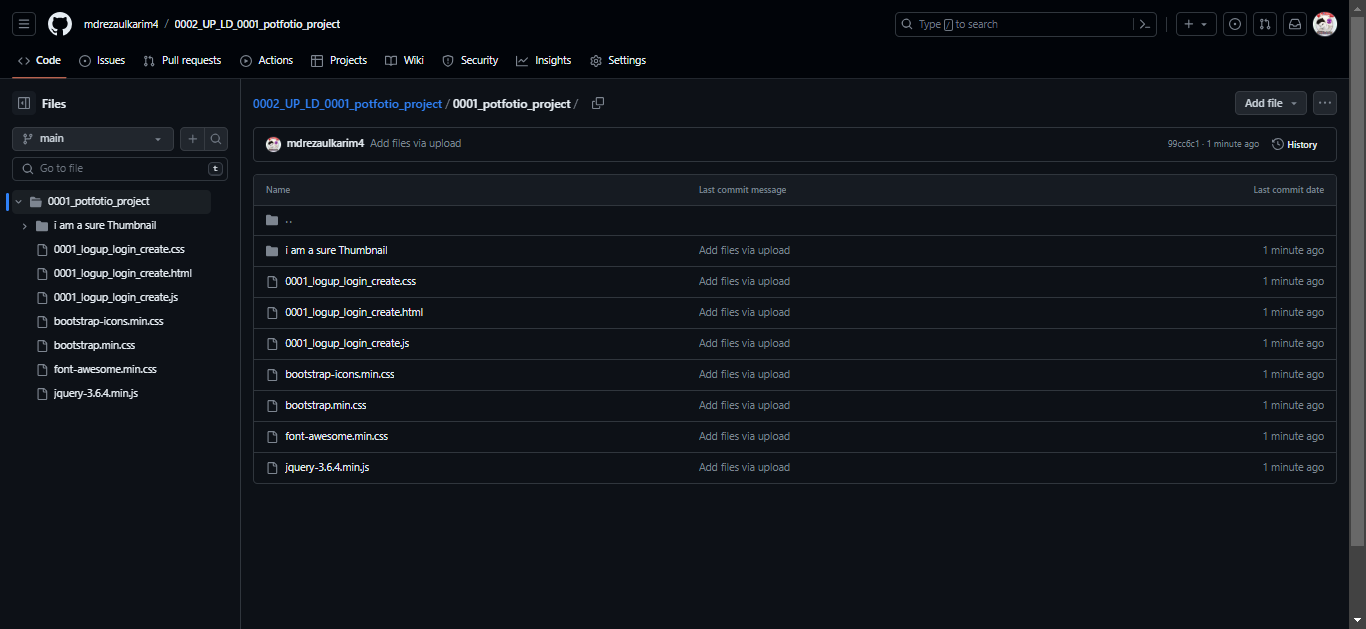 mdrezaulkarim4 / 0002_UP_LD_0001_potfotio_project
Type / to search
Code Issues Pull requests Actions Projects Wiki Security Insights Settings
Files
main
Go to file t
0001_potfotio_project
i am a sure Thumbnail
0001_logup_login_create.css
0001_logup_login_create.html
0001_logup_login_create.js
bootstrap-icons.min.css
bootstrap.min.css
font-awesome.min.css
jquery-3.6.4.min.js
0002_UP_LD_0001_potfotio_project / 0001_potfotio_project /
Add file
mdrezaulkarim4 Add files via upload 99cc6c1 · 1 minute ago History
Name Last commit message Last commit date
..
i am a sure Thumbnail Add files via upload 1 minute ago
0001_logup_login_create.css Add files via upload 1 minute ago
0001_logup_login_create.html Add files via upload 1 minute ago
0001_logup_login_create.js Add files via upload 1 minute ago
bootstrap-icons.min.css Add files via upload 1 minute ago
bootstrap.min.css Add files via upload 1 minute ago
font-awesome.min.css Add files via upload 1 minute ago
jquery-3.6.4.min.js Add files via upload 1 minute ago